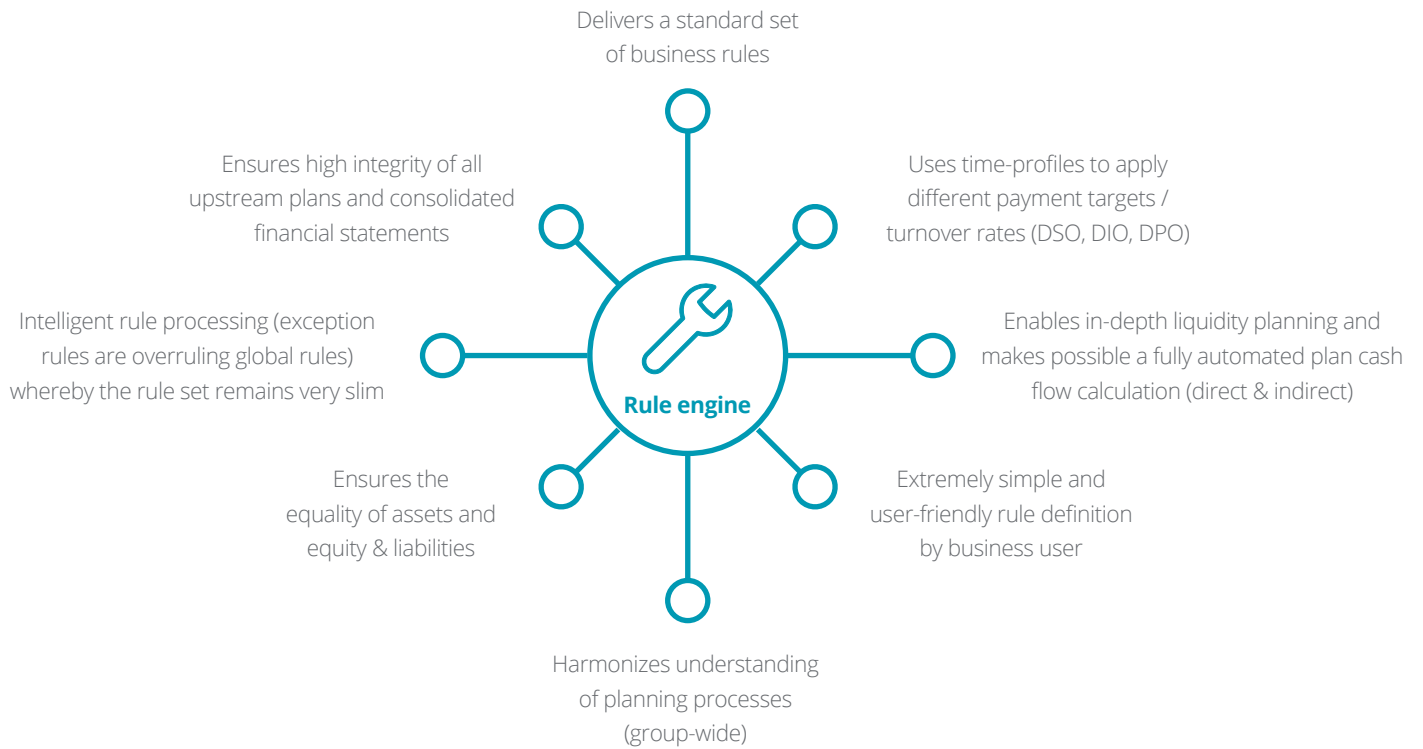 Delivers a standard set
of business rules
Ensures high integrity of all
upstream plans and consolidated
financial statements
Uses time-profiles to apply
different payment targets /
turnover rates (DSO, DIO, DPO)
Intelligent rule processing (exception
rules are overruling global rules)
whereby the rule set remains very slim
Rule engine
Enables in-depth liquidity planning and
makes possible a fully automated plan cash
flow calculation (direct & indirect)
Ensures the
equality of assets and
equity & liabilities
Extremely simple and
user-friendly rule definition
by business user
Harmonizes understanding
of planning processes
(group-wide)